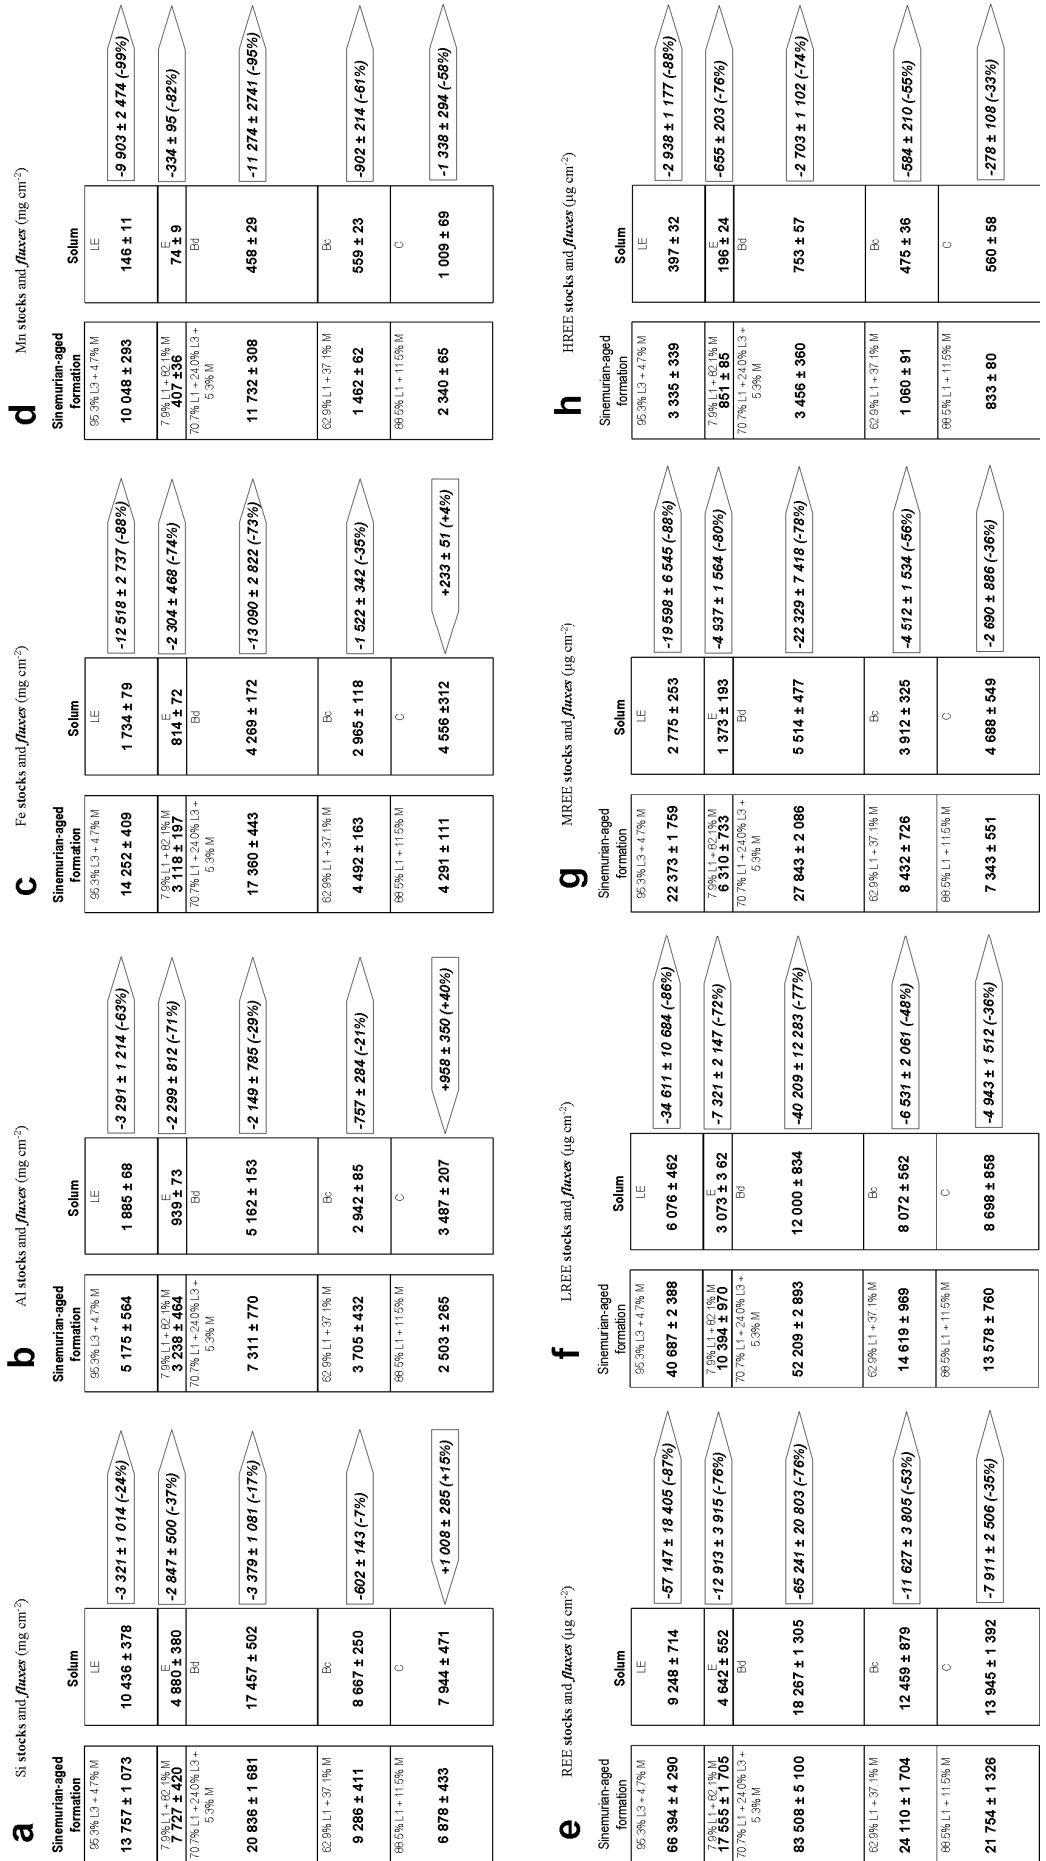 a
Si stocks and fluxes (mg cm-2)
Sinemurian-aged
formation
Solum
95.3% L3 + 4.7% M
LE
13 757 ± 1 073
10 436 ± 378
-3 321 ± 1 014 (-24%)
7.9% L1 + 82.1% M
E
7 727 ± 420
4 880 ± 380
-2 847 ± 500 (-37%)
70.7% L1 + 24.0% L3 +
5.3% M
Bd
20 836 ± 1 681
17 457 ± 502
-3 379 ± 1 081 (-17%)
62.9% L1 + 37.1% M
Bc
9 286 ± 411
8 667 ± 250
-602 ± 143 (-7%)
88.5% L1 + 11.5% M
C
6 878 ± 433
7 944 ± 471
+1 008 ± 285 (+15%)
b
Al stocks and fluxes (mg cm-2)
Sinemurian-aged
formation
Solum
95.3% L3 + 4.7% M
LE
5 175 ± 564
1 885 ± 68
-3 291 ± 1 214 (-63%)
7.9% L1 + 82.1% M
E
3 238 ± 464
939 ± 73
-2 299 ± 812 (-71%)
70.7% L1 + 24.0% L3 +
5.3% M
Bd
7 311 ± 770
5 162 ± 153
-2 149 ± 785 (-29%)
62.9% L1 + 37.1% M
Bc
3 705 ± 432
2 942 ± 85
-757 ± 284 (-21%)
88.5% L1 + 11.5% M
C
2 503 ± 265
3 487 ± 207
+958 ± 350 (+40%)
c
Fe stocks and fluxes (mg cm-2)
Sinemurian-aged
formation
Solum
95.3% L3 + 4.7% M
LE
14 252 ± 409
1 734 ± 79
-12 518 ± 2 737 (-88%)
7.9% L1 + 82.1% M
E
3 118 ± 197
814 ± 72
-2 304 ± 468 (-74%)
70.7% L1 + 24.0% L3 +
5.3% M
Bd
17 360 ± 443
4 269 ± 172
-13 090 ± 2 822 (-73%)
62.9% L1 + 37.1% M
Bc
4 492 ± 163
2 965 ± 118
-1 522 ± 342 (-35%)
88.5% L1 + 11.5% M
C
4 291 ± 111
4 556 ±312
+233 ± 51 (+4%)
d
Mn stocks and fluxes (mg cm-2)
Sinemurian-aged
formation
Solum
95.3% L3 + 4.7% M
LE
10 048 ± 293
146 ± 11
-9 903 ± 2 474 (-99%)
7.9% L1 + 82.1% M
E
407 ±36
74 ± 9
-334 ± 95 (-82%)
70.7% L1 + 24.0% L3 +
5.3% M
Bd
11 732 ± 308
458 ± 29
-11 274 ± 2741 (-95%)
62.9% L1 + 37.1% M
Bc
1 462 ± 62
559 ± 23
-902 ± 214 (-61%)
88.5% L1 + 11.5% M
C
2 340 ± 65
1 009 ± 69
-1 338 ± 294 (-58%)
e
REE stocks and fluxes (µg cm-2)
Sinemurian-aged
formation
Solum
95.3% L3 + 4.7% M
LE
66 394 ± 4 290
9 248 ± 714
-57 147 ± 18 405 (-87%)
7.9% L1 + 82.1% M
E
17 555 ± 1 705
4 642 ± 552
-12 913 ± 3 915 (-76%)
70.7% L1 + 24.0% L3 +
5.3% M
Bd
83 508 ± 5 100
18 267 ± 1 305
-65 241 ± 20 803 (-76%)
62.9% L1 + 37.1% M
Bc
24 110 ± 1 704
12 459 ± 879
-11 627 ± 3 805 (-53%)
88.5% L1 + 11.5% M
C
21 754 ± 1 326
13 945 ± 1 392
-7 911 ± 2 506 (-35%)
f
LREE stocks and fluxes (µg cm-2)
Sinemurian-aged
formation
Solum
95.3% L3 + 4.7% M
LE
40 687 ± 2 388
6 076 ± 462
-34 611 ± 10 684 (-86%)
7.9% L1 + 82.1% M
E
10 394 ± 970
3 073 ± 3 62
-7 321 ± 2 147 (-72%)
70.7% L1 + 24.0% L3 +
5.3% M
Bd
52 209 ± 2 893
12 000 ± 834
-40 209 ± 12 283 (-77%)
62.9% L1 + 37.1% M
Bc
14 619 ± 969
8 072 ± 562
-6 531 ± 2 061 (-48%)
88.5% L1 + 11.5% M
C
13 578 ± 760
8 698 ± 858
-4 943 ± 1 512 (-36%)
g
MREE stocks and fluxes (µg cm-2)
Sinemurian-aged
formation
Solum
95.3% L3 + 4.7% M
LE
22 373 ± 1 759
2 775 ± 253
-19 598 ± 6 545 (-88%)
7.9% L1 + 82.1% M
E
6 310 ± 733
1 373 ± 193
-4 937 ± 1 564 (-80%)
70.7% L1 + 24.0% L3 +
5.3% M
Bd
27 843 ± 2 086
5 514 ± 477
-22 329 ± 7 418 (-78%)
62.9% L1 + 37.1% M
Bc
8 432 ± 726
3 912 ± 325
-4 512 ± 1 534 (-56%)
88.5% L1 + 11.5% M
C
7 343 ± 551
4 688 ± 549
-2 690 ± 886 (-36%)
h
HREE stocks and fluxes (µg cm-2)
Sinemurian-aged
formation
Solum
95.3% L3 + 4.7% M
LE
3 335 ± 339
397 ± 32
-2 938 ± 1 177 (-88%)
7.9% L1 + 82.1% M
E
851 ± 85
196 ± 24
-655 ± 203 (-76%)
70.7% L1 + 24.0% L3 +
5.3% M
Bd
3 456 ± 360
753 ± 57
-2 703 ± 1 102 (-74%)
62.9% L1 + 37.1% M
Bc
1 060 ± 91
475 ± 36
-584 ± 210 (-55%)
88.5% L1 + 11.5% M
C
833 ± 80
560 ± 58
-278 ± 108 (-33%)